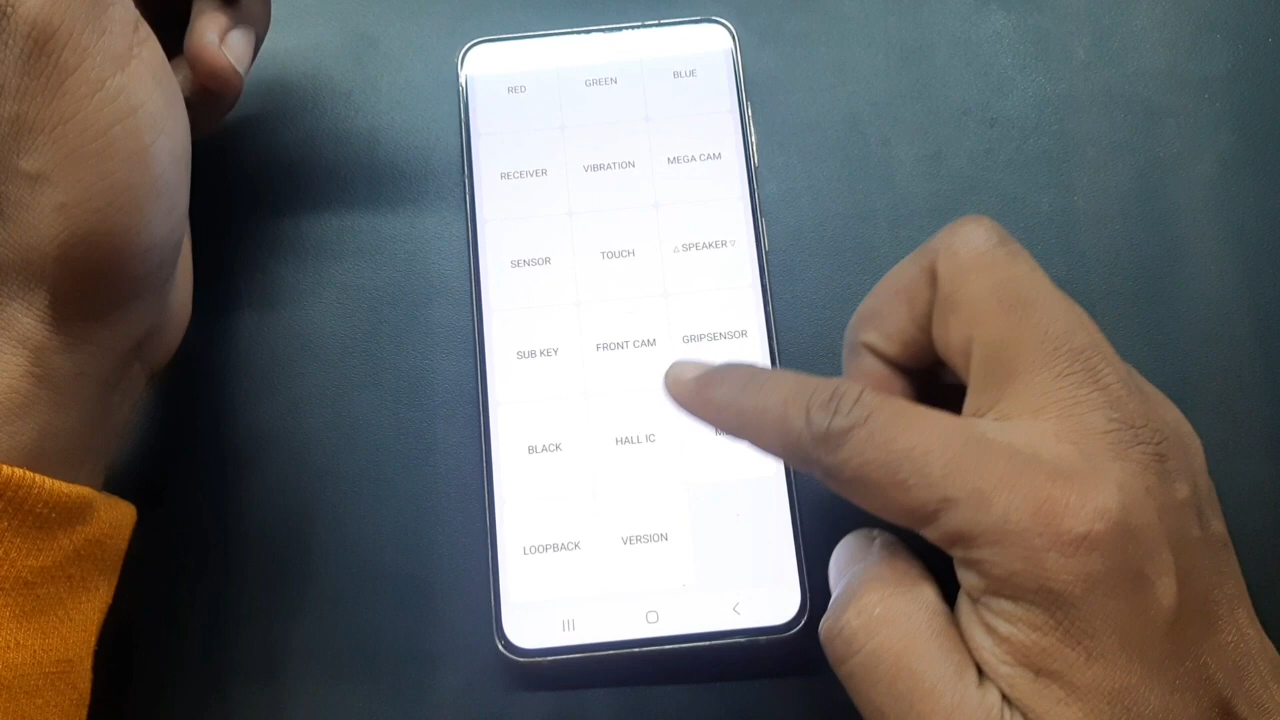 RED GREEN BLUE
RECEIVER VIBRATION MEGA CAM
SENSOR TOUCH △ SPEAKER ▽
SUB KEY FRONT CAM GRIPSENSOR
BLACK HALL IC
LOOPBACK VERSION